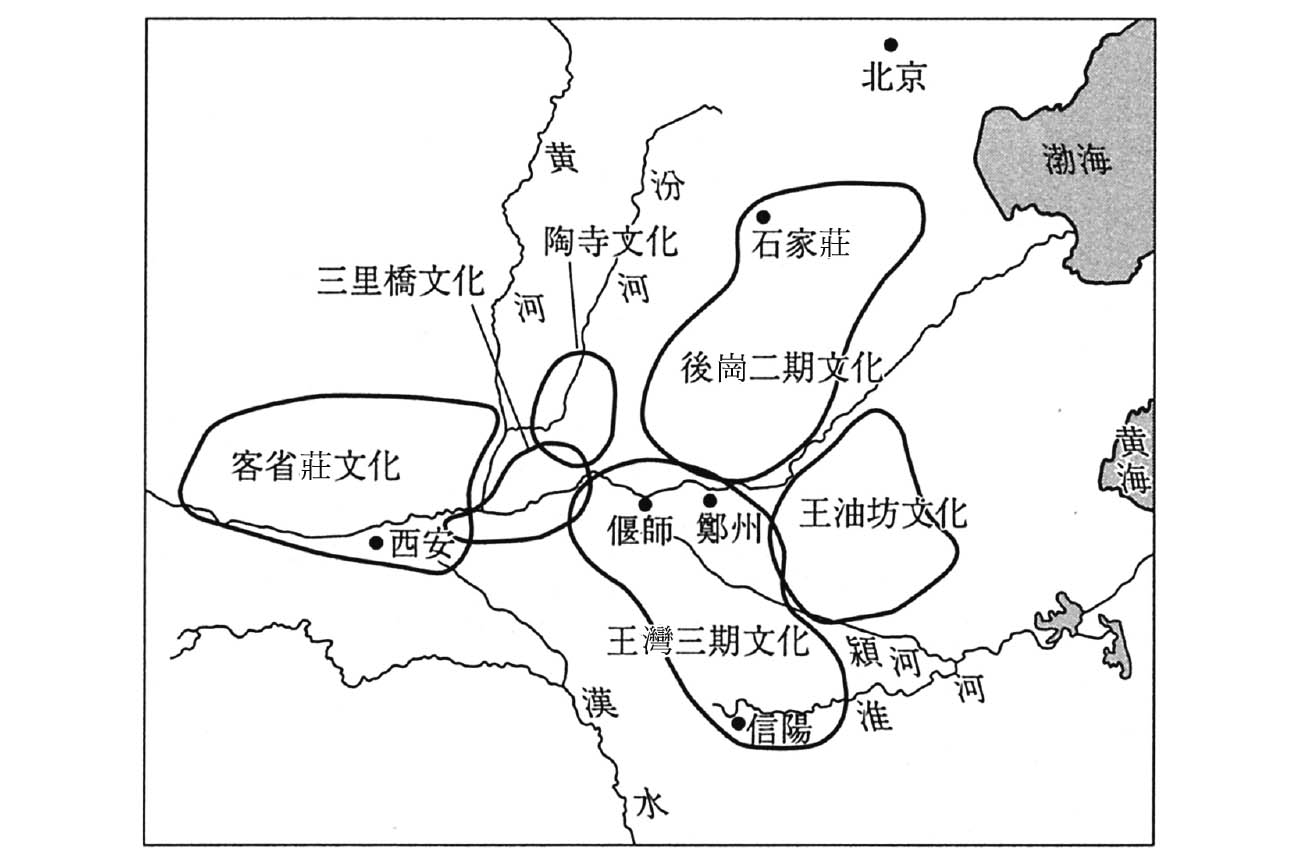 北京
渤海
黄河
汾河
陶寺文化
石家莊
三里橋文化
後崗二期文化
黄海
客省莊文化
王油坊文化
偃師
鄭州
西安
王灣三期文化
潁河
淮河
信陽
漢水